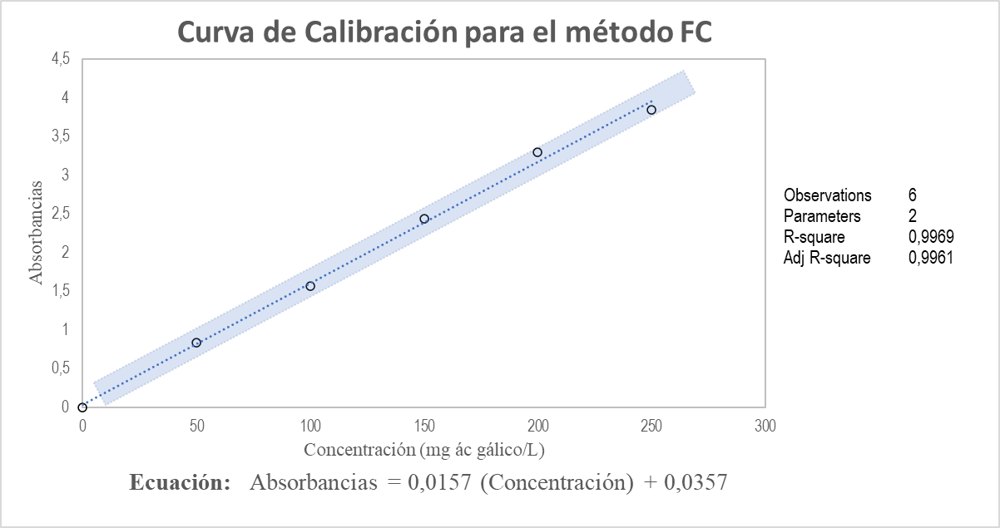 Curva de Calibración para el método FC
4,5
4
3,5
3
2,5
2
1,5
1
0,5
0
Absorbancias
0 50 100 150 200 250 300
Concentración (mg ác gálico/L)
Observations 6
Parameters 2
R-square 0,9969
Adj R-square 0,9961
Ecuación: Absorbancias = 0,0157 (Concentración) + 0,0357